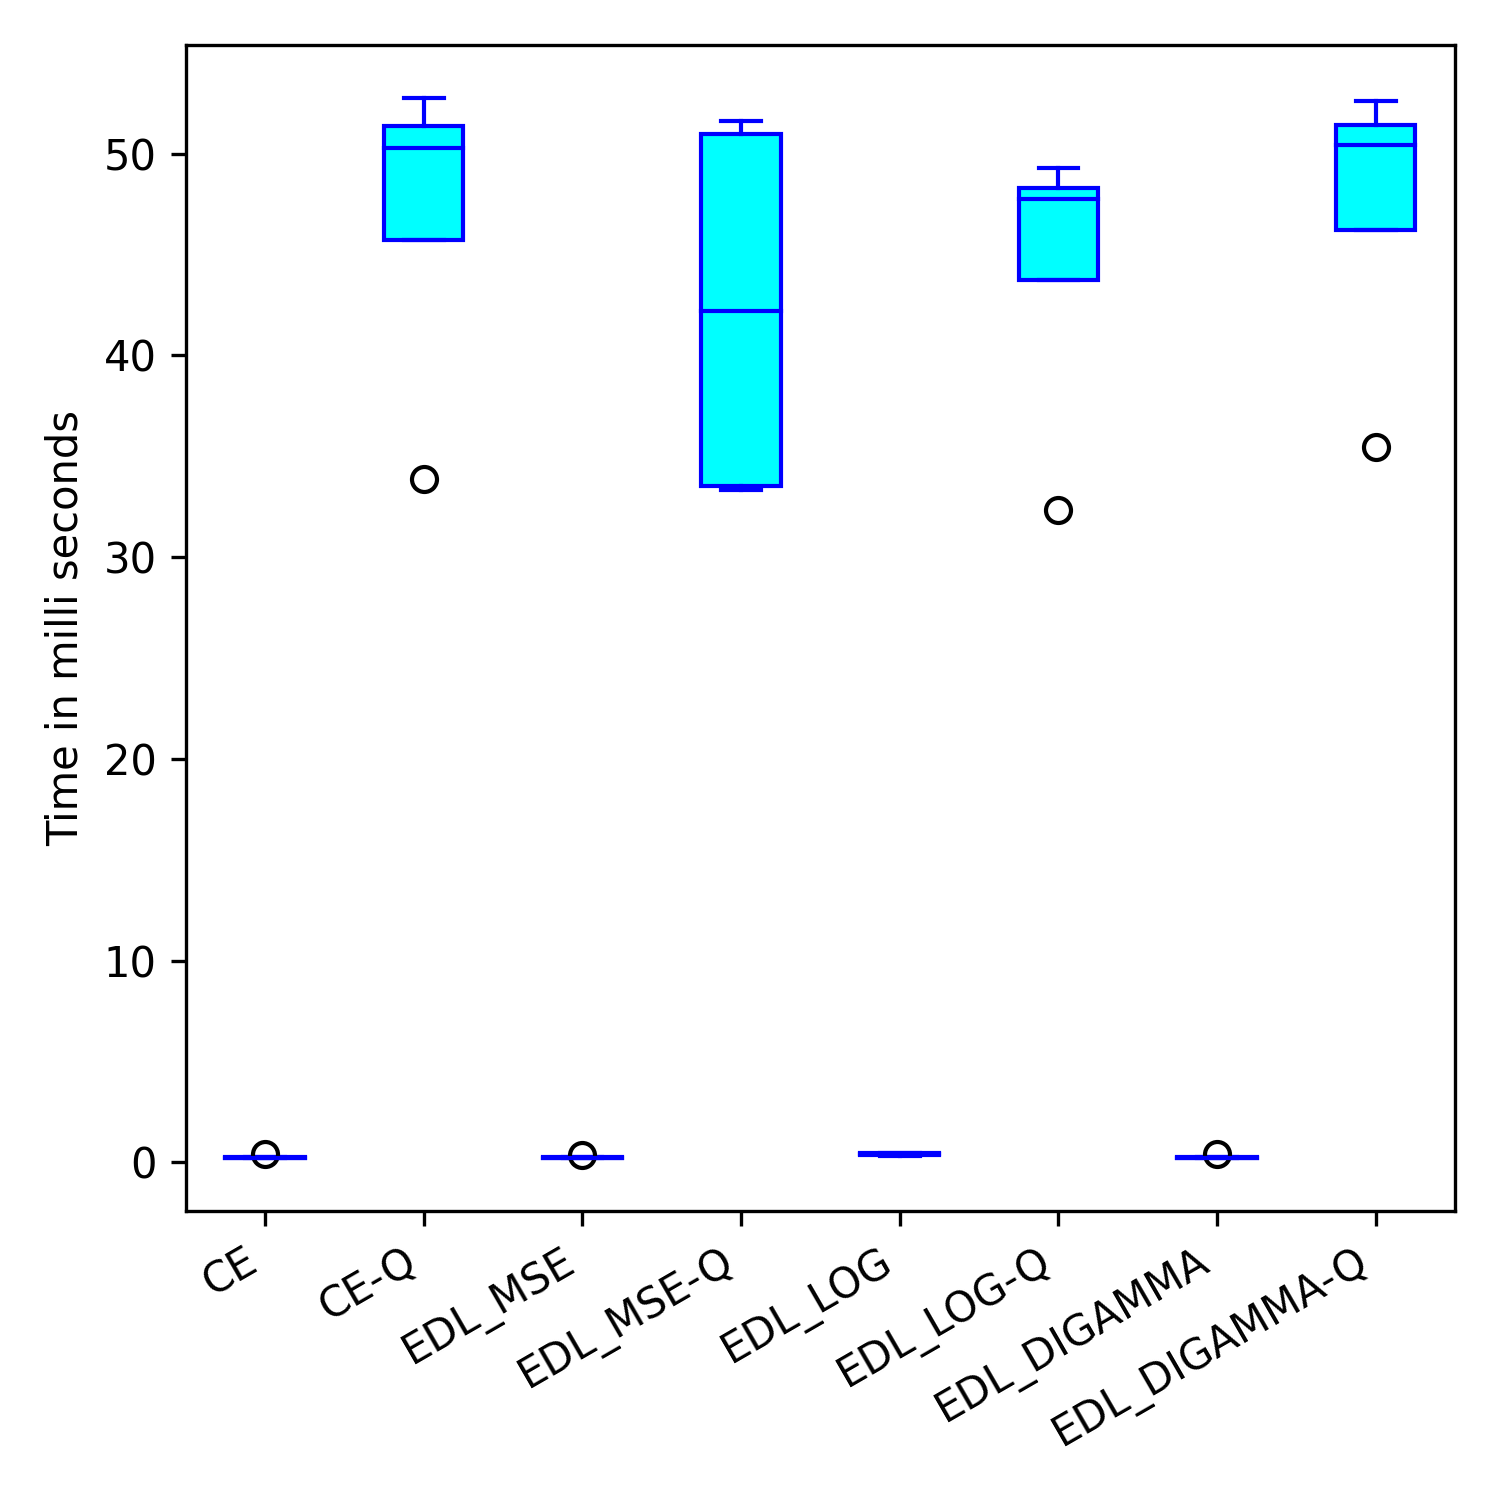 Time in milli seconds
50
40
30
20
10
0
CE
CE-Q
EDL_MSE
EDL_MSE-Q
EDL_LOG
EDL_LOG-Q
EDL_DIGAMMA
EDL_DIGAMMA-Q